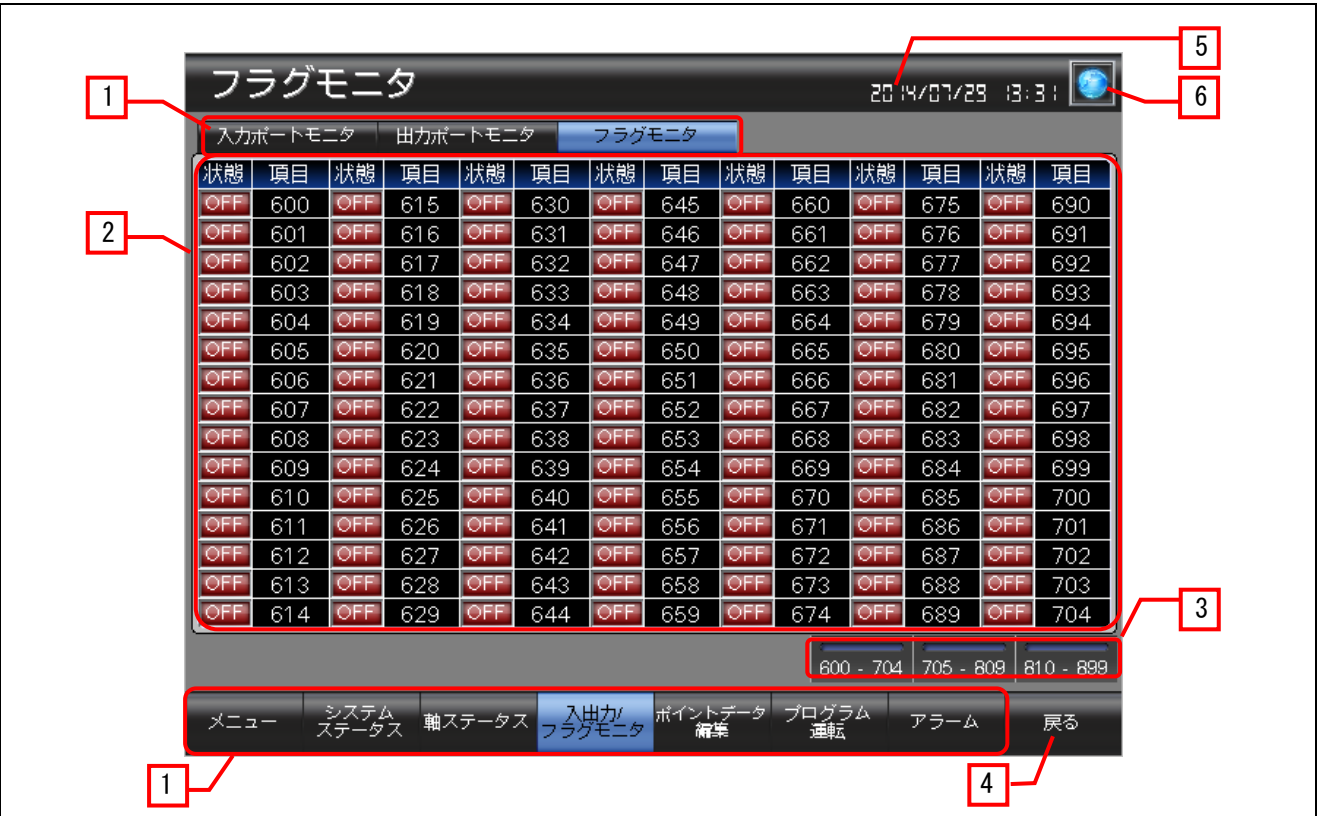 5
フラグモニタ
2014/07/29 13:31
1
6
入力ポートモニタ 出力ポートモニタ フラグモニタ
状態 項目 状態 項目 状態 項目 状態 項目 状態 項目 状態 項目 状態 項目
OFF 600 OFF 615 OFF 630 OFF 645 OFF 660 OFF 675 OFF 690
2
OFF 601 OFF 616 OFF 631 OFF 646 OFF 661 OFF 676 OFF 691
OFF 602 OFF 617 OFF 632 OFF 647 OFF 662 OFF 677 OFF 692
OFF 603 OFF 618 OFF 633 OFF 648 OFF 663 OFF 678 OFF 693
OFF 604 OFF 619 OFF 634 OFF 649 OFF 664 OFF 679 OFF 694
OFF 605 OFF 620 OFF 635 OFF 650 OFF 665 OFF 680 OFF 695
OFF 606 OFF 621 OFF 636 OFF 651 OFF 666 OFF 681 OFF 696
OFF 607 OFF 622 OFF 637 OFF 652 OFF 667 OFF 682 OFF 697
OFF 608 OFF 623 OFF 638 OFF 653 OFF 668 OFF 683 OFF 698
OFF 609 OFF 624 OFF 639 OFF 654 OFF 669 OFF 684 OFF 699
OFF 610 OFF 625 OFF 640 OFF 655 OFF 670 OFF 685 OFF 700
OFF 611 OFF 626 OFF 641 OFF 656 OFF 671 OFF 686 OFF 701
OFF 612 OFF 627 OFF 642 OFF 657 OFF 672 OFF 687 OFF 702
OFF 613 OFF 628 OFF 643 OFF 658 OFF 673 OFF 688 OFF 703
OFF 614 OFF 629 OFF 644 OFF 659 OFF 674 OFF 689 OFF 704
3
600 - 704 705 - 809 810 - 899
メニュー
システム
ステータス
軸ステータス
入出力/
フラグモニタ
ポイントデータ
編集
プログラム
運転
アラーム
戻る
1
4